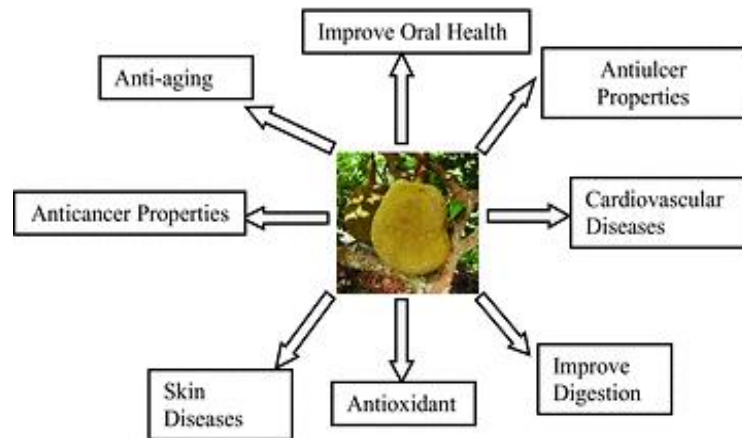 Improve Oral Health
Anti-aging
Antiulcer
Properties
Anticancer Properties
Cardiovascular
Diseases
Skin
Diseases
Antioxidant
Improve
Digestion